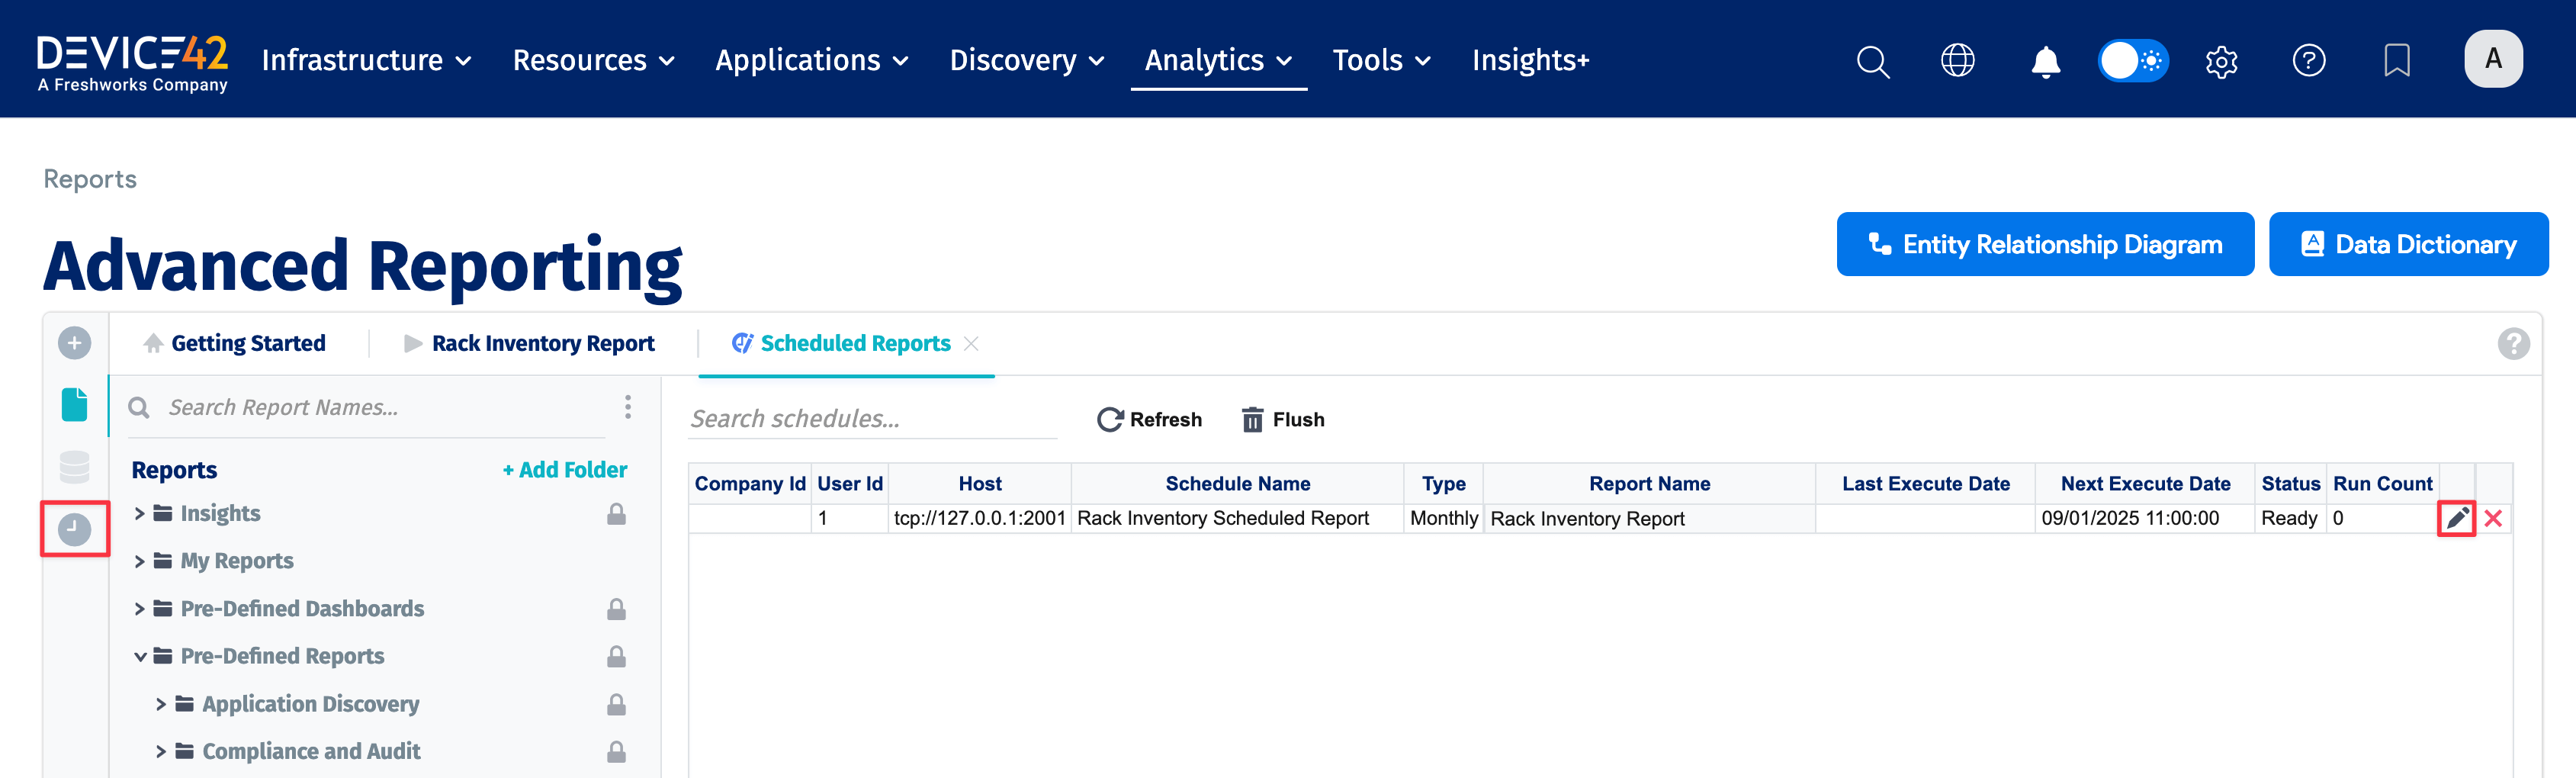 DEVICE42
A Freshworks Company
Infrastructure Resources Applications Discovery Analytics Tools Insights+
A
Reports
Advanced Reporting
Entity Relationship Diagram Data Dictionary
Getting Started Rack Inventory Report Scheduled Reports
Search Report Names...
Reports + Add Folder
Insights
My Reports
Pre-Defined Dashboards
Pre-Defined Reports
Application Discovery
Compliance and Audit
Search schedules... Refresh Flush
Company Id User Id Host Schedule Name Type Report Name Last Execute Date Next Execute Date Status Run Count
1 tcp://127.0.0.1:2001 Rack Inventory Scheduled Report Monthly Rack Inventory Report 09/01/2025 11:00:00 Ready 0